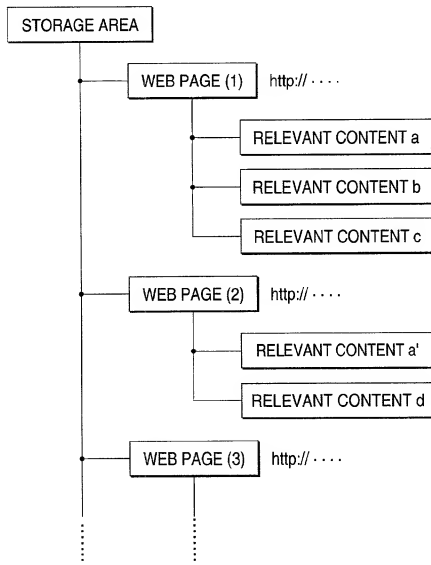 STORAGE AREA
WEB PAGE (1) http:// · · · ·
RELEVANT CONTENT a
RELEVANT CONTENT b
RELEVANT CONTENT c
WEB PAGE (2) http:// · · · ·
RELEVANT CONTENT a'
RELEVANT CONTENT d
WEB PAGE (3) http:// · · · ·